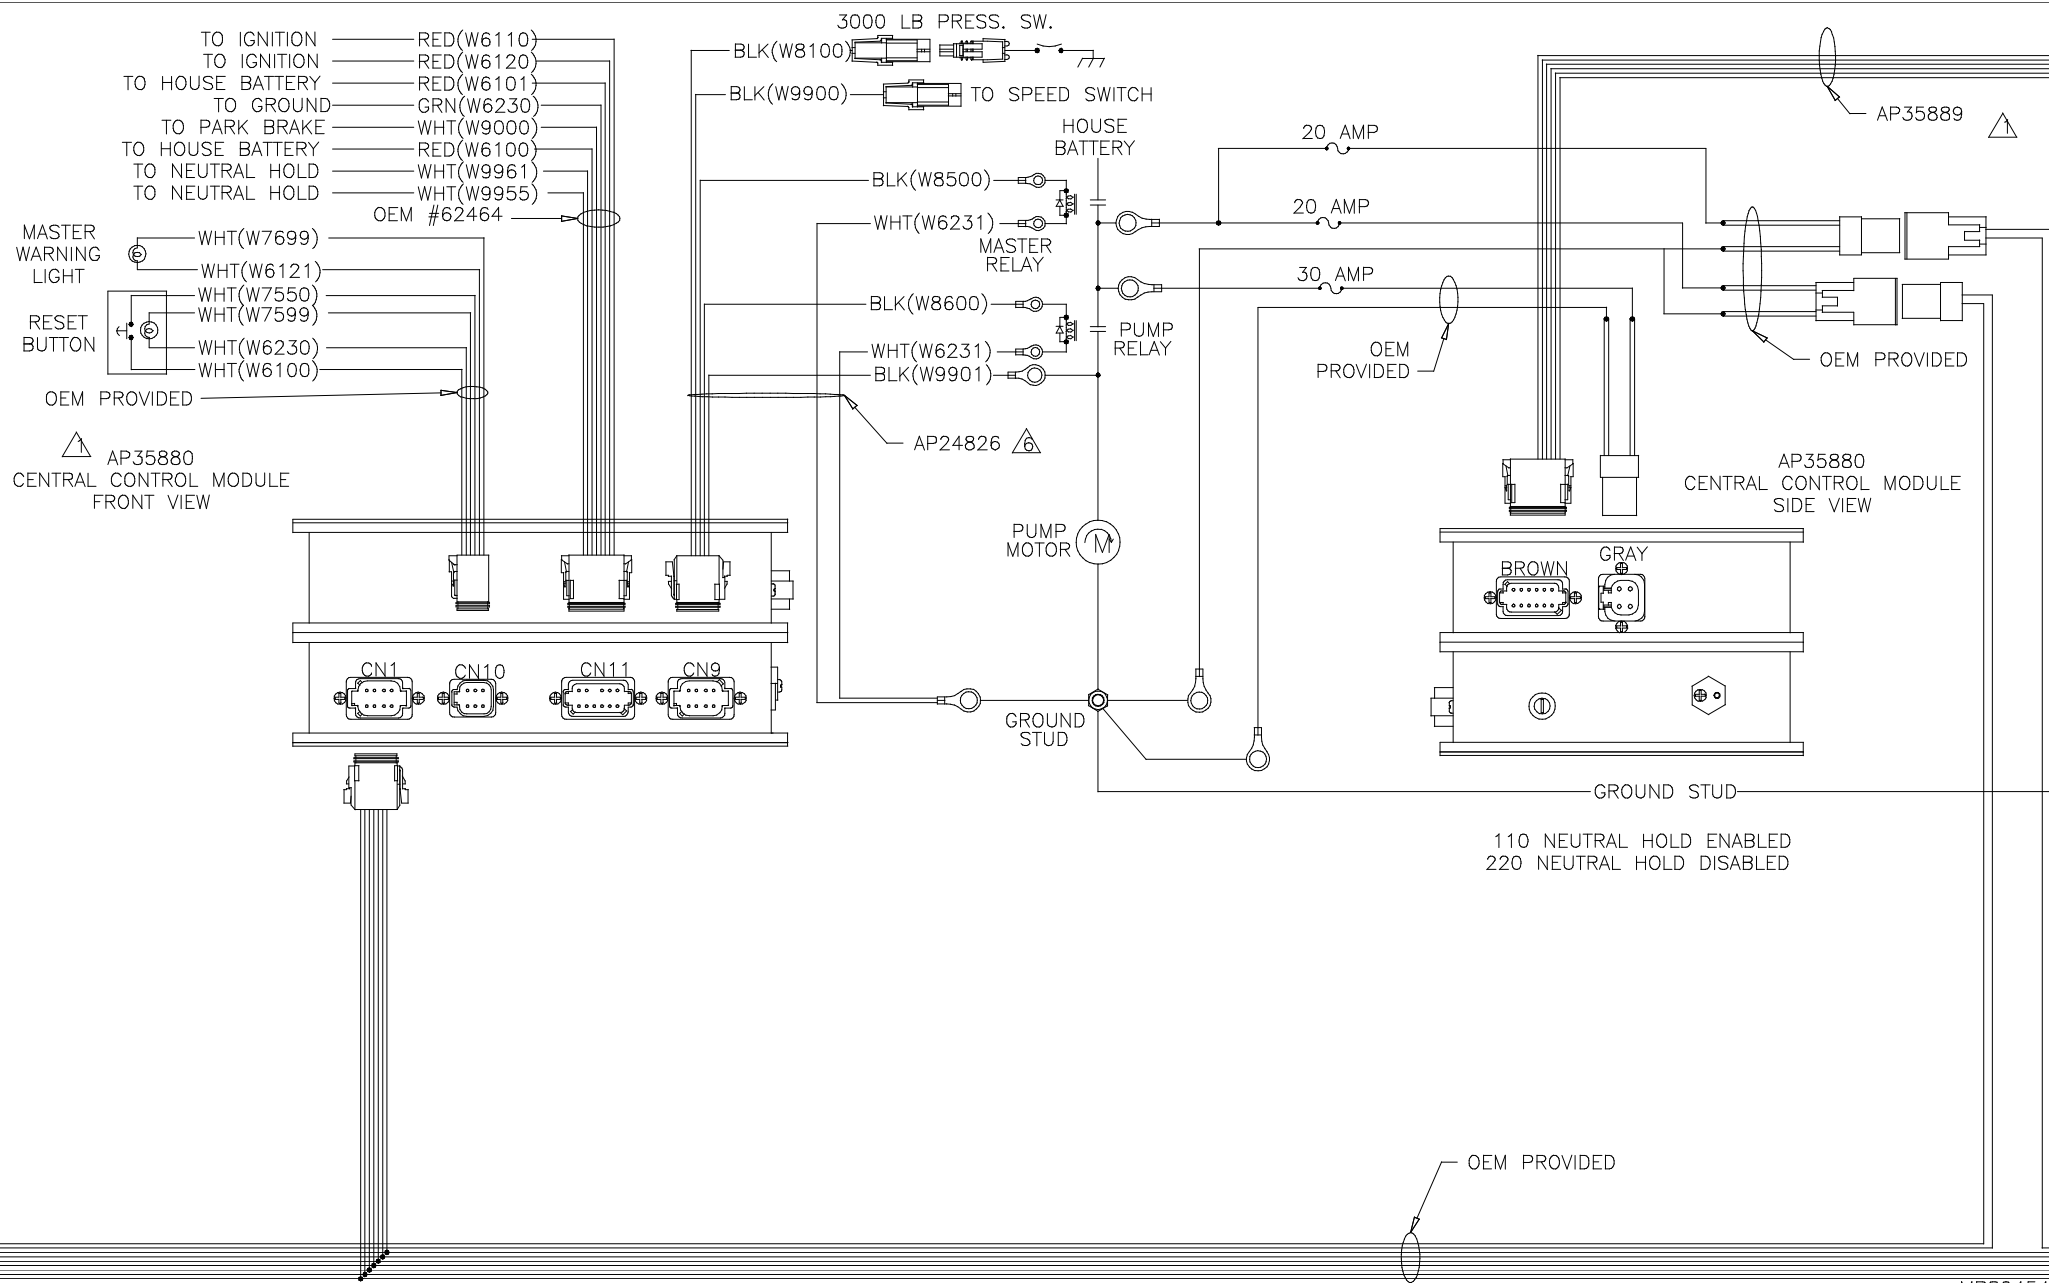 3000 LB PRESS. SW.
TO IGNITION RED(W6110)
TO IGNITION RED(W6120)
TO HOUSE BATTERY RED(W6101)
TO GROUND GRN(W6230)
TO PARK BRAKE WHT(W9000)
TO HOUSE BATTERY RED(W6100)
TO NEUTRAL HOLD WHT(W9961)
TO NEUTRAL HOLD WHT(W9955)
OEM #62464
BLK(W8100)
BLK(W9900) TO SPEED SWITCH
HOUSE
BATTERY
20 AMP
AP35889
1
BLK(W8500)
WHT(W6231)
MASTER
RELAY
20 AMP
MASTER
WARNING
LIGHT
WHT(W7699)
WHT(W6121)
WHT(W7550)
WHT(W7599)
RESET
BUTTON
WHT(W6230)
WHT(W6100)
OEM PROVIDED
30 AMP
BLK(W8600)
PUMP
RELAY
WHT(W6231)
BLK(W9901)
OEM
PROVIDED
OEM PROVIDED
AP24826 6
1
AP35880
CENTRAL CONTROL MODULE
FRONT VIEW
AP35880
CENTRAL CONTROL MODULE
SIDE VIEW
PUMP
MOTOR
M
GRAY
BROWN
CN1
CN10
CN11
CN9
GROUND
STUD
GROUND STUD
110 NEUTRAL HOLD ENABLED
220 NEUTRAL HOLD DISABLED
OEM PROVIDED